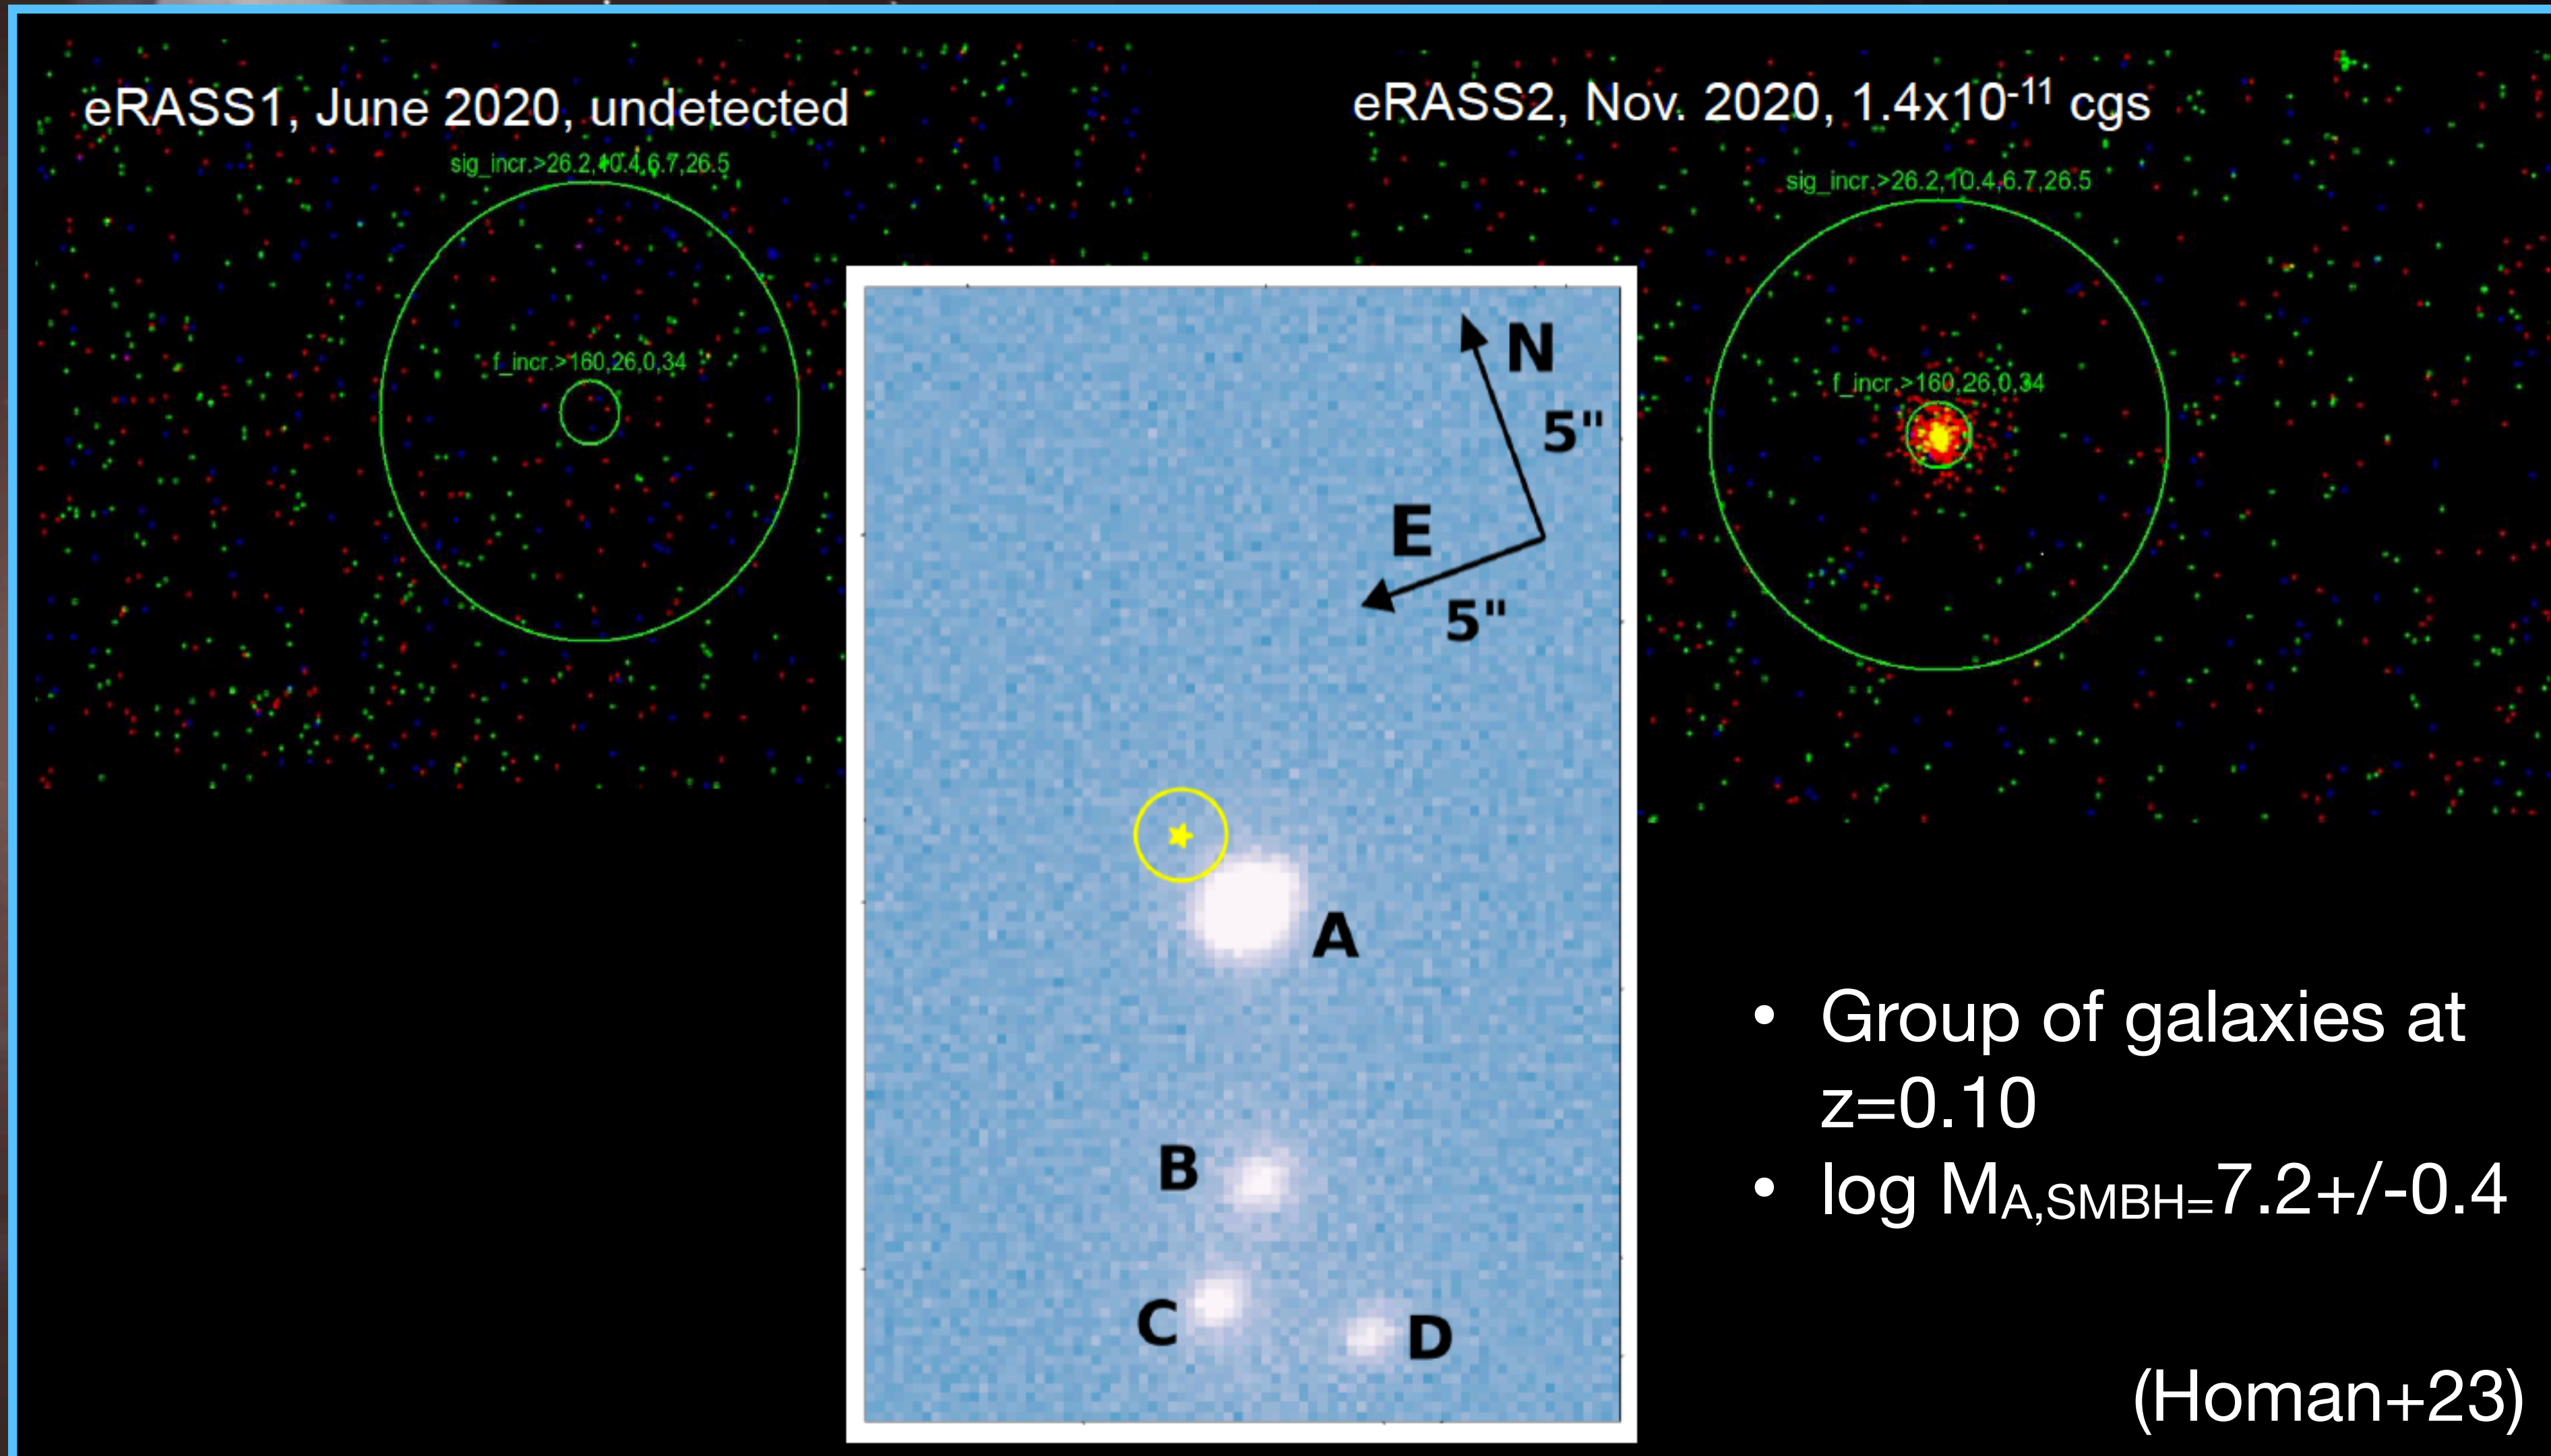 eRASS1, June 2020, undetected
sig_incr.>26.2,10.4,6.7,26.5
f_incr.>160,26,0,34
eRASS2, Nov. 2020, 1.4x10⁻¹¹ cgs
sig_incr.>26.2,10.4,6.7,26.5
f_incr.>160,26,0,34
N
5"
E
5"
A
B
C
D
• Group of galaxies at
z=0.10
• log M_A,SMBH=7.2+/-0.4
(Homan+23)